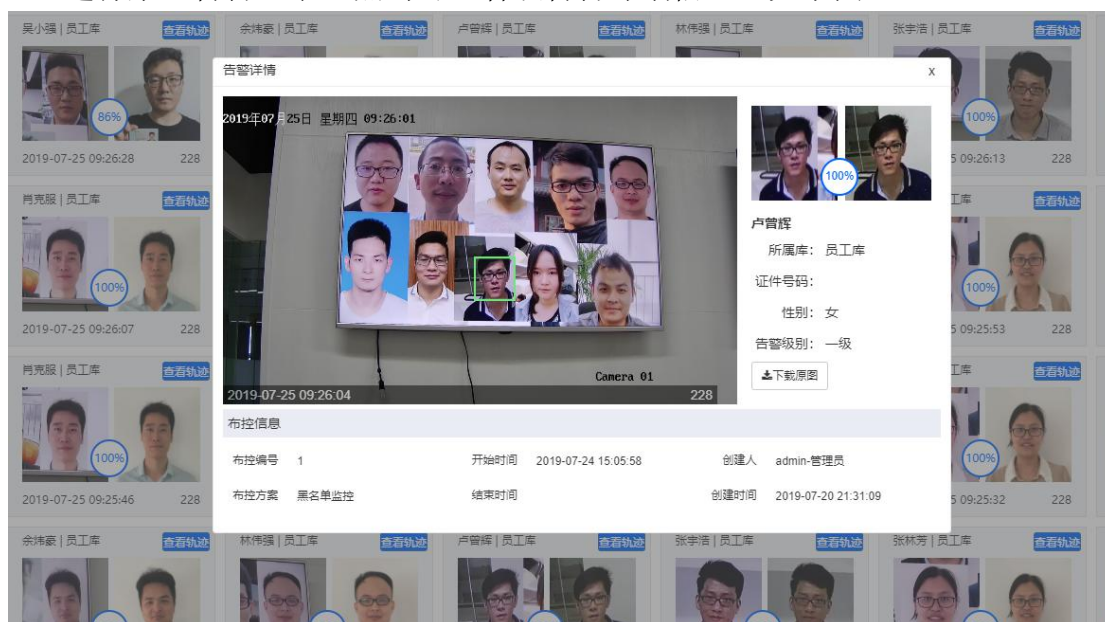 吴小强 | 员工库 查看轨迹
余炜豪 | 员工库 查看轨迹
卢曾辉 | 员工库 查看轨迹
林伟强 | 员工库 查看轨迹
张宇浩 | 员工库 查看轨迹
86%
100%
2019-07-25 09:26:28 228
5 09:26:13 228
告警详情 x
2019年07月25日 星期四 09:26:01
Camera 01
2019-07-25 09:26:04 228
100%
卢曾辉
所属库： 员工库
证件号码：
性别： 女
告警级别： 一级
下载原图
布控信息
布控编号 1 开始时间 2019-07-24 15:05:58 创建人 admin-管理员
布控方案 黑名单监控 结束时间 创建时间 2019-07-20 21:31:09
肖克服 | 员工库 查看轨迹
工库 查看轨迹
100%
100%
2019-07-25 09:26:07 228
5 09:25:53 228
肖克服 | 员工库 查看轨迹
工库 查看轨迹
100%
100%
2019-07-25 09:25:46 228
5 09:25:32 228
余炜豪 | 员工库 查看轨迹
林伟强 | 员工库 查看轨迹
卢曾辉 | 员工库 查看轨迹
张宇浩 | 员工库 查看轨迹
张林芳 | 员工库 查看轨迹